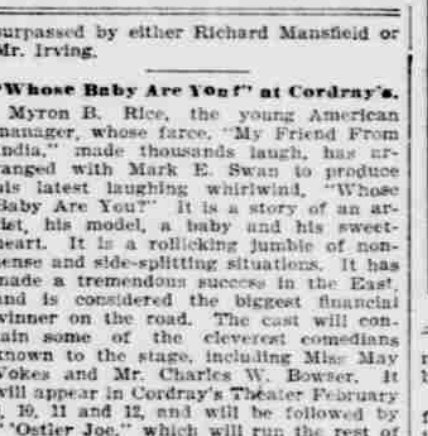 surpassed by either Richard Mansfield or
Mr. Irving.
"Whose Baby Are You?" at Cordray's.
Myron B. Rice, the young American
manager, whose farce, "My Friend From
India," made thousands laugh, has ar-
ranged with Mark E. Swan to produce
his latest laughing whirlwind, "Whose
Baby Are You?" It is a story of an ar-
tist, his model, a baby and his sweet-
heart. It is a rollicking jumble of non-
sense and side-splitting situations. It has
made a tremendous success in the East,
and is considered the biggest financial
winner on the road. The cast will con-
tain some of the cleverest comedians
known to the stage, including Miss May
Vokes and Mr. Charles W. Bowser. It
will appear in Cordray's Theater February
10, 11 and 12, and will be followed by
"Ostler Joe," which will run the rest of